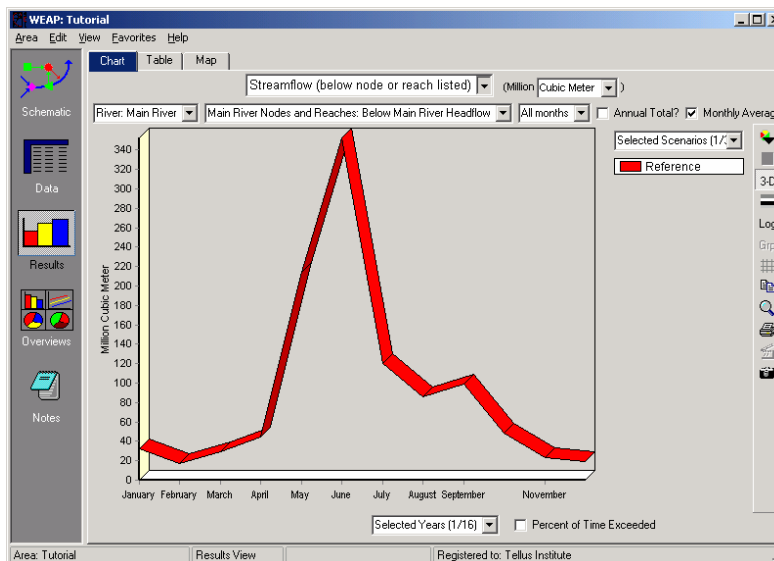 WEAP: Tutorial
Area Edit View Favorites Help
Chart Table Map
Streamflow (below node or reach listed) (Million Cubic Meter )
River: Main River Main River Nodes and Reaches: Below Main River Headflow All months Annual Total? Monthly Averag
Selected Scenarios (1/
Reference
Schematic
Data
Results
Overviews
Notes
3-D
Log
Grp
Million Cubic Meter
340
320
300
280
260
240
220
200
180
160
140
120
100
80
60
40
20
0
January February March April May June July August September November
Selected Years (1/16) Percent of Time Exceeded
Area: Tutorial Results View Registered to: Tellus Institute